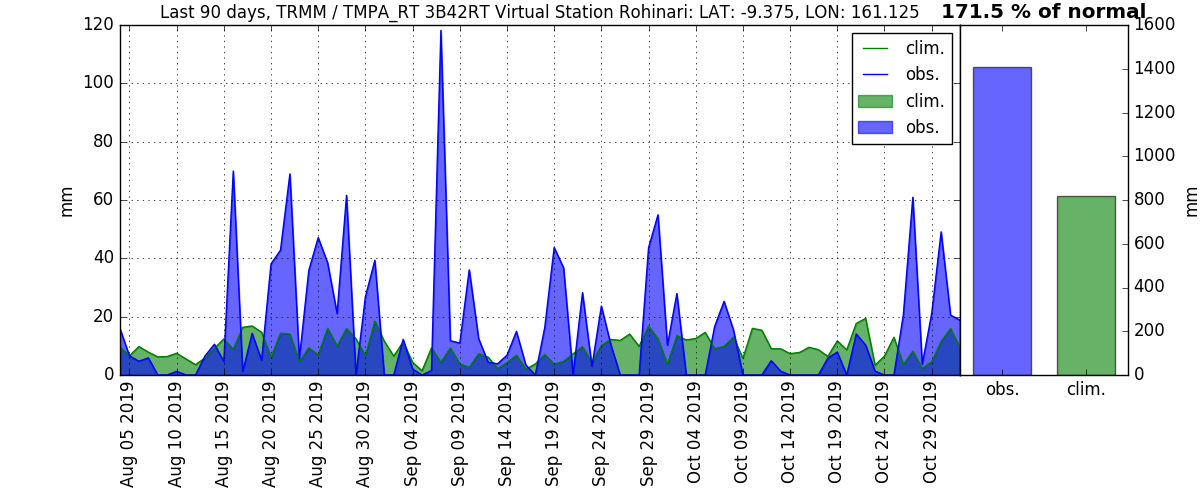 Last 90 days, TRMM / TMPA_RT 3B42RT Virtual Station Rohinari: LAT: -9.375, LON: 161.125
171.5 % of normal
120
100
80
60
40
20
0
mm
clim.
obs.
clim.
obs.
1600
1400
1200
1000
800
600
400
200
0
mm
Aug 05 2019
Aug 10 2019
Aug 15 2019
Aug 20 2019
Aug 25 2019
Aug 30 2019
Sep 04 2019
Sep 09 2019
Sep 14 2019
Sep 19 2019
Sep 24 2019
Sep 29 2019
Oct 04 2019
Oct 09 2019
Oct 14 2019
Oct 19 2019
Oct 24 2019
Oct 29 2019
obs.
clim.